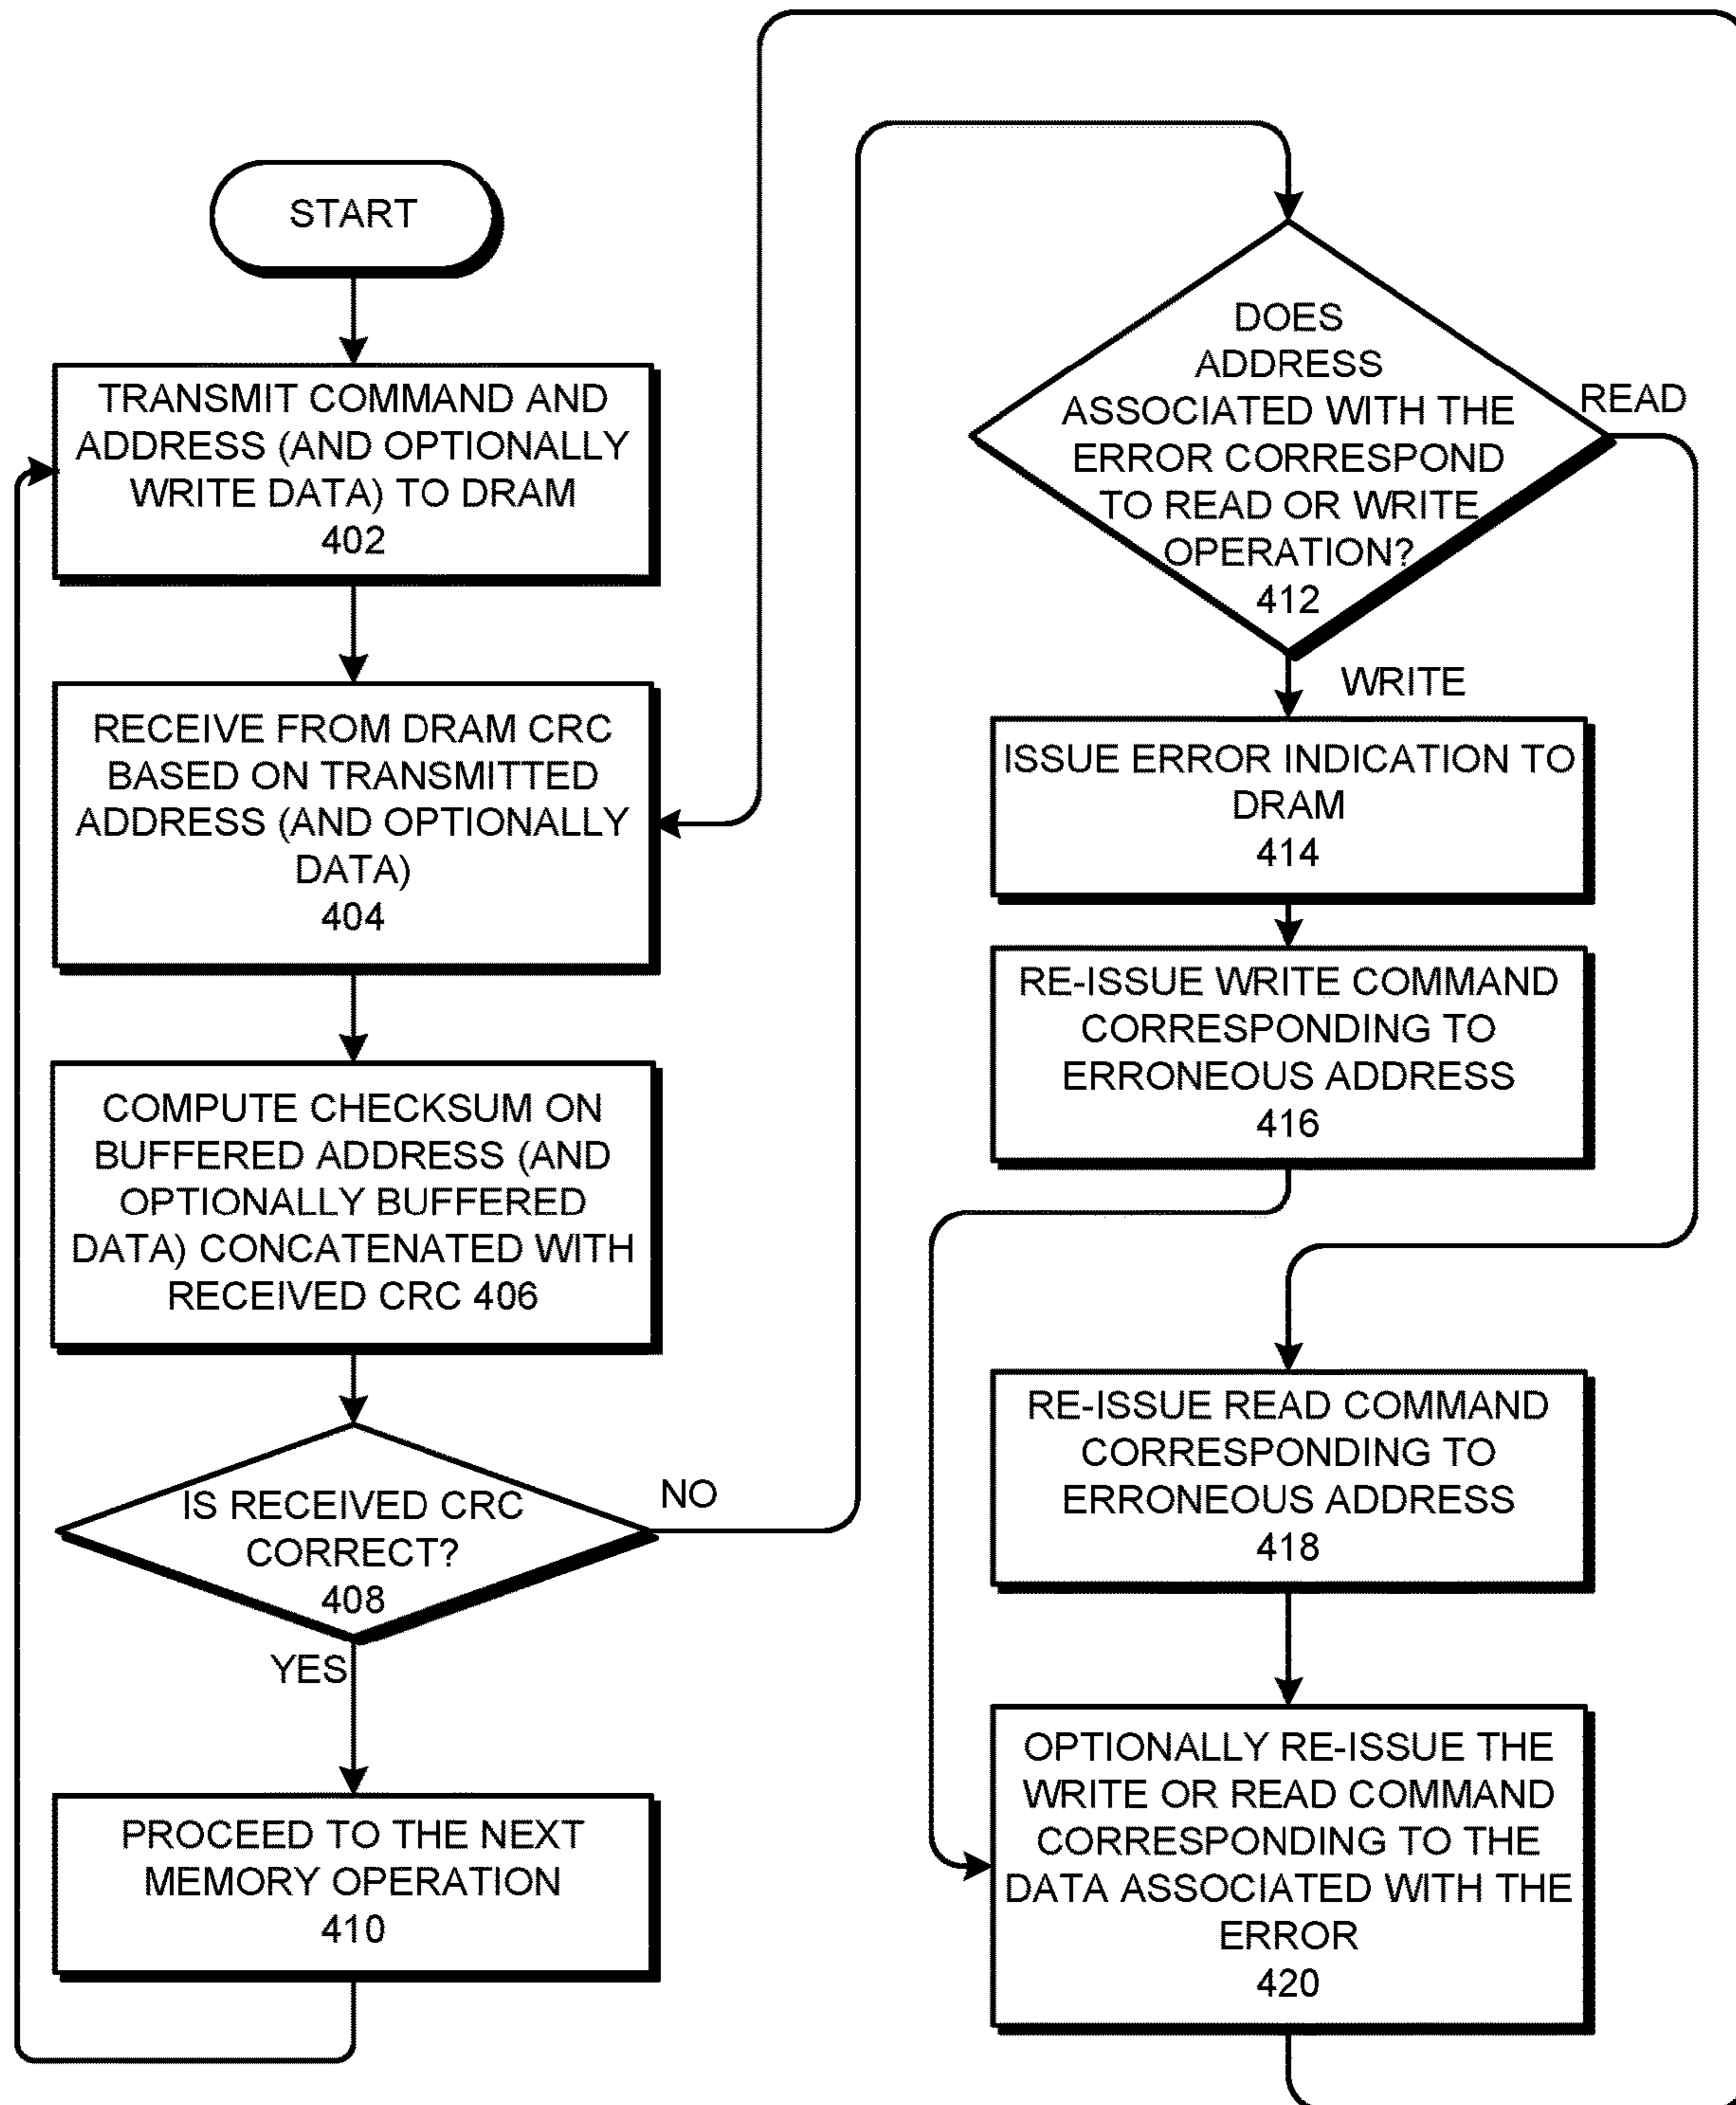 START
TRANSMIT COMMAND AND
ADDRESS (AND OPTIONALLY
WRITE DATA) TO DRAM
402
RECEIVE FROM DRAM CRC
BASED ON TRANSMITTED
ADDRESS (AND OPTIONALLY
DATA)
404
COMPUTE CHECKSUM ON
BUFFERED ADDRESS (AND
OPTIONALLY BUFFERED
DATA) CONCATENATED WITH
RECEIVED CRC 406
IS RECEIVED CRC
CORRECT?
408
NO
YES
PROCEED TO THE NEXT
MEMORY OPERATION
410
DOES
ADDRESS
ASSOCIATED WITH THE
ERROR CORRESPOND
TO READ OR WRITE
OPERATION?
412
READ
WRITE
ISSUE ERROR INDICATION TO
DRAM
414
RE-ISSUE WRITE COMMAND
CORRESPONDING TO
ERRONEOUS ADDRESS
416
RE-ISSUE READ COMMAND
CORRESPONDING TO
ERRONEOUS ADDRESS
418
OPTIONALLY RE-ISSUE THE
WRITE OR READ COMMAND
CORRESPONDING TO THE
DATA ASSOCIATED WITH THE
ERROR
420